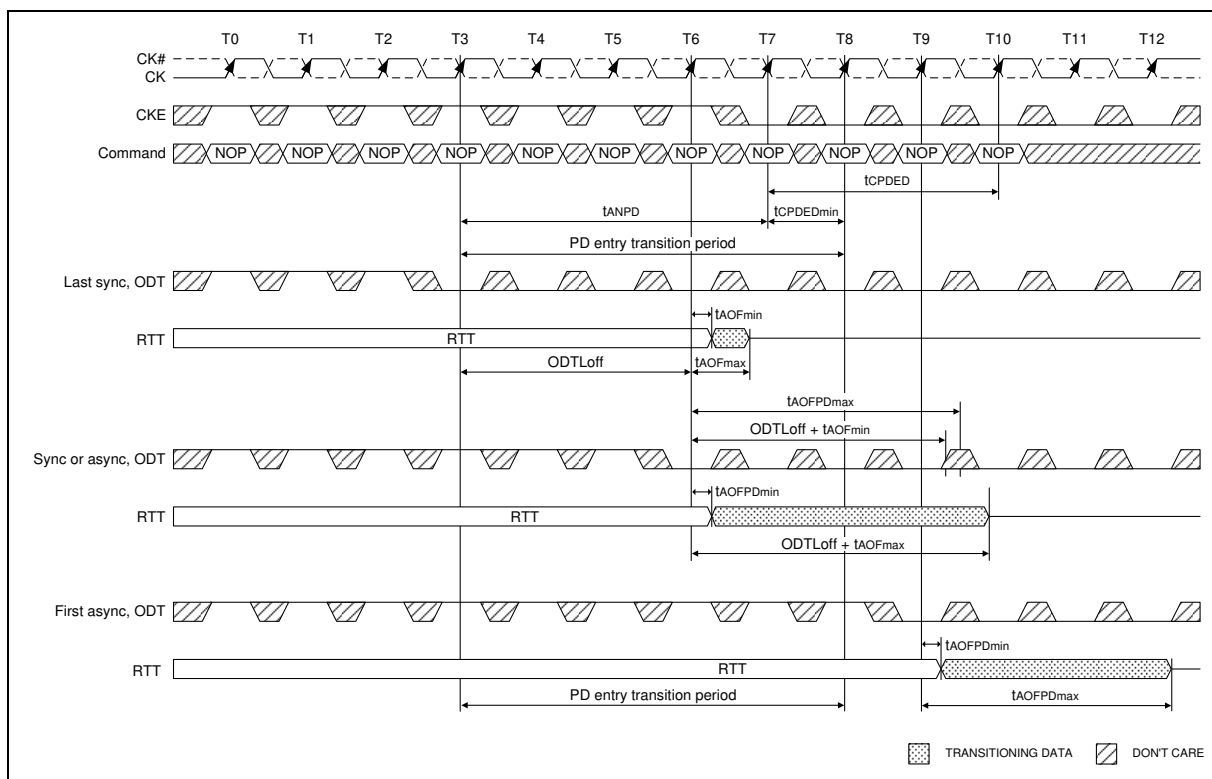 T0 T1 T2 T3 T4 T5 T6 T7 T8 T9 T10 T11 T12
CK#
CK
CKE
Command NOP NOP NOP NOP NOP NOP NOP NOP NOP NOP NOP
tCPDED
tANPD tCPDEDmin
PD entry transition period
Last sync, ODT
tAOFmin
RTT RTT
ODTLoff tAOFmax
tAOFPDmax
ODTLoff + tAOFmin
Sync or async, ODT
tAOFPDmin
RTT RTT
ODTLoff + tAOFmax
First async, ODT
tAOFPDmin
RTT RTT
PD entry transition period tAOFPDmax
TRANSITIONING DATA DON'T CARE